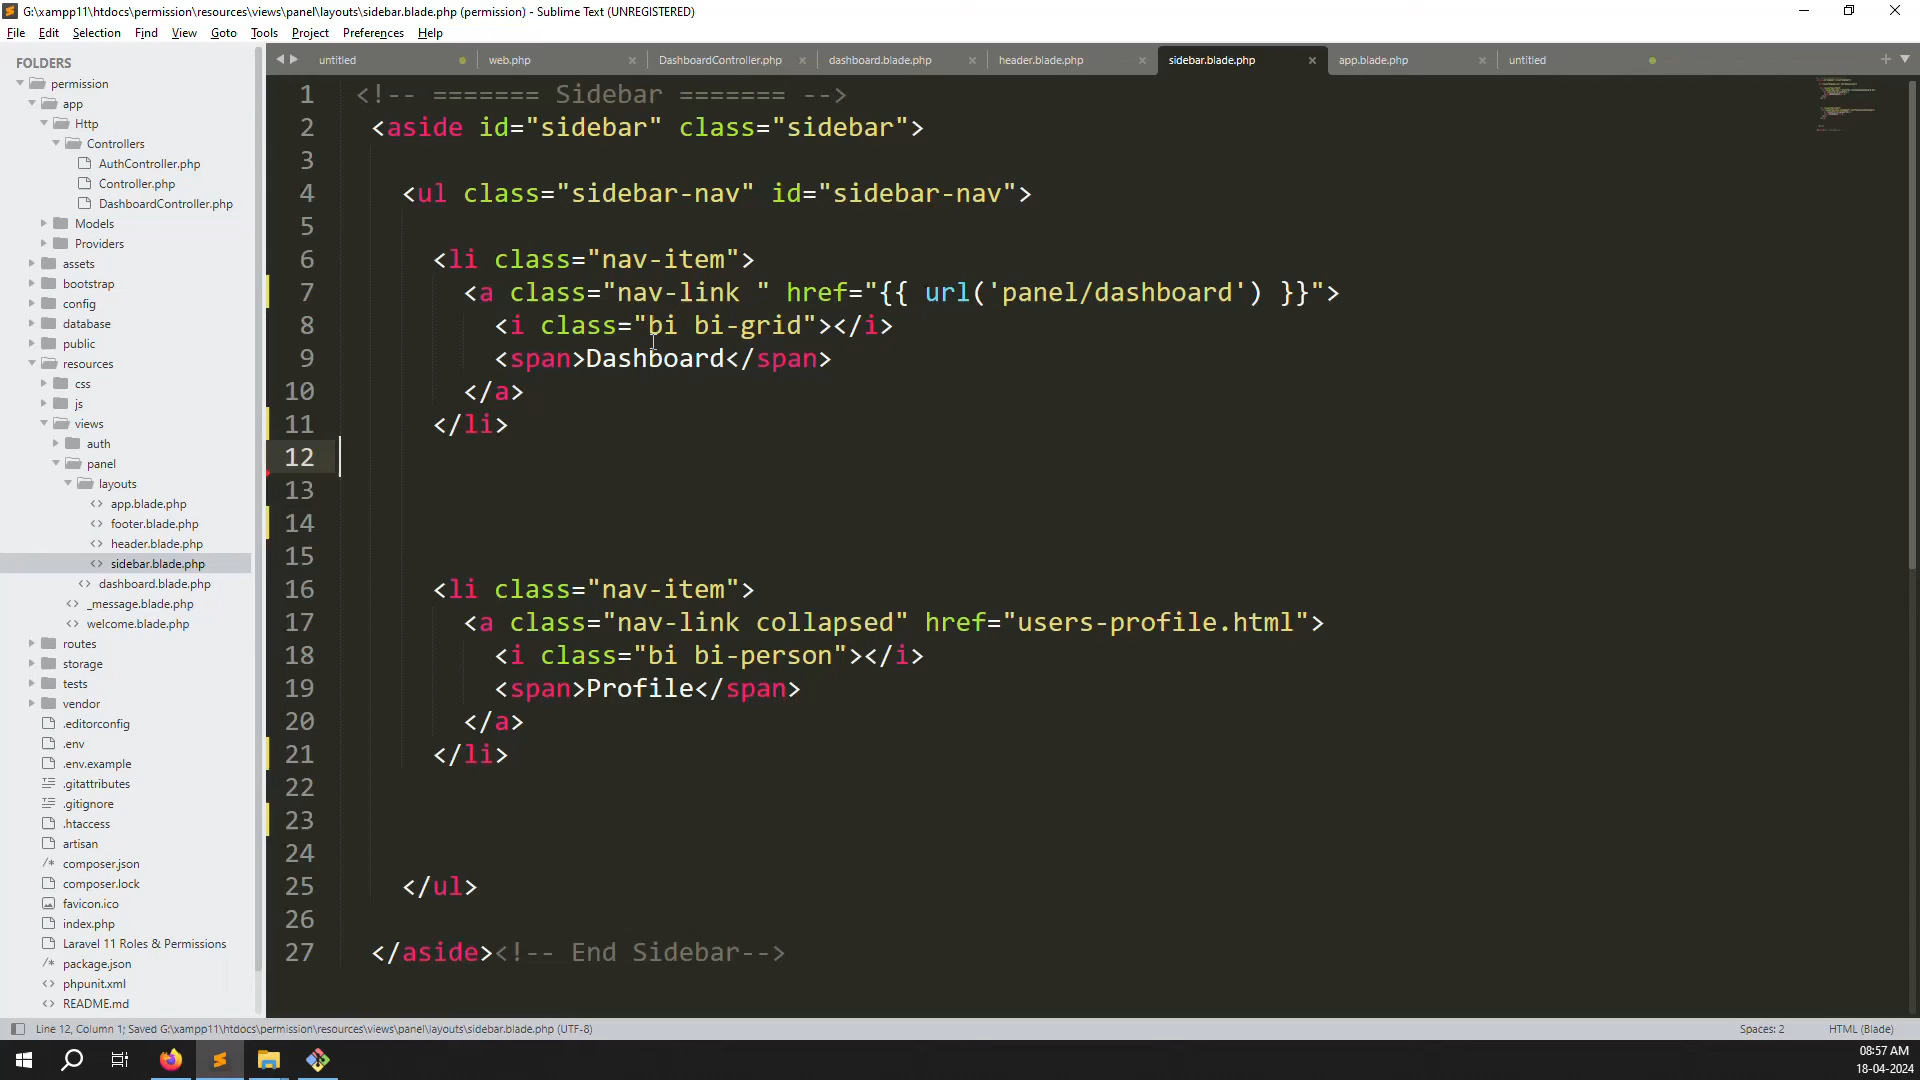 G:\xampp11\htdocs\permission\resources\views\panel\layouts\sidebar.blade.php (permission) - Sublime Text (UNREGISTERED)
File Edit Selection Find View Goto Tools Project Preferences Help
FOLDERS
permission
app
Http
Controllers
AuthController.php
Controller.php
DashboardController.php
Models
Providers
assets
bootstrap
config
database
public
resources
css
js
views
auth
panel
layouts
app.blade.php
footer.blade.php
header.blade.php
sidebar.blade.php
dashboard.blade.php
_message.blade.php
welcome.blade.php
routes
storage
tests
vendor
.editorconfig
.env
.env.example
.gitattributes
.gitignore
.htaccess
artisan
composer.json
composer.lock
favicon.ico
index.php
Laravel 11 Roles & Permissions
package.json
phpunit.xml
README.md
untitled web.php DashboardController.php dashboard.blade.php header.blade.php sidebar.blade.php app.blade.php untitled
1 <!-- ======= Sidebar ======= -->
2 <aside id="sidebar" class="sidebar">
3
4 <ul class="sidebar-nav" id="sidebar-nav">
5
6 <li class="nav-item">
7 <a class="nav-link " href="{{ url('panel/dashboard') }}">
8 <i class="bi bi-grid"></i>
9 <span>Dashboard</span>
10 </a>
11 </li>
12
13
14
15
16 <li class="nav-item">
17 <a class="nav-link collapsed" href="users-profile.html">
18 <i class="bi bi-person"></i>
19 <span>Profile</span>
20 </a>
21 </li>
22
23
24
25 </ul>
26
27 </aside><!-- End Sidebar-->
Line 12, Column 1; Saved G:\xampp11\htdocs\permission\resources\views\panel\layouts\sidebar.blade.php (UTF-8) Spaces: 2 HTML (Blade)
08:57 AM
18-04-2024